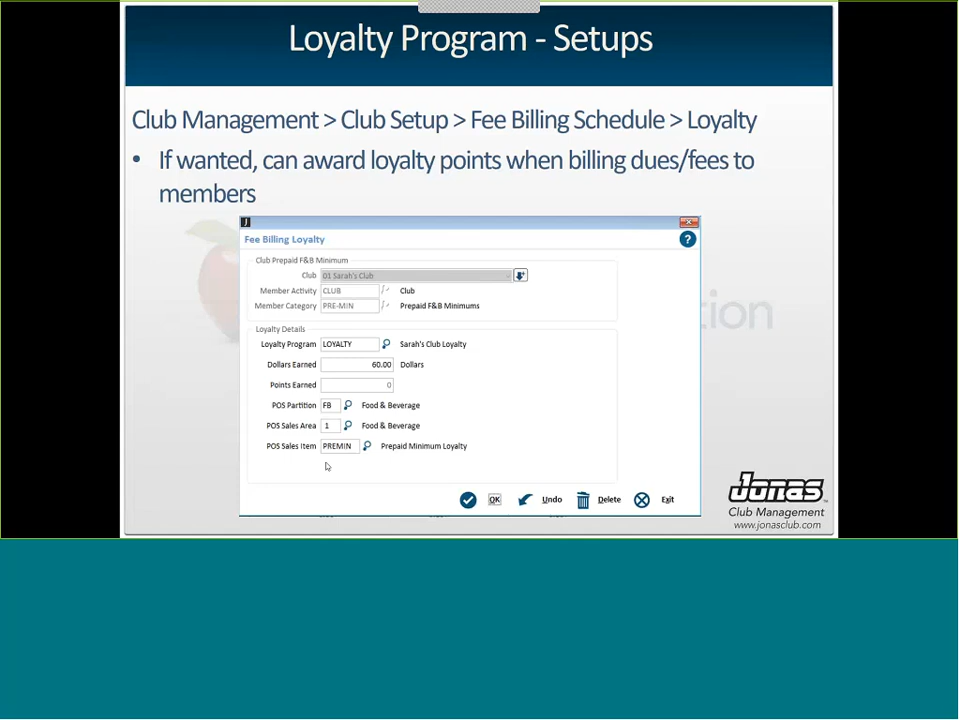 Loyalty Program - Setups
Club Management > Club Setup > Fee Billing Schedule > Loyalty
• If wanted, can award loyalty points when billing dues/fees to
members
J
Fee Billing Loyalty
?
Club Prepaid F&B Minimum
Club 01 Sarah's Club
Member Activity CLUB Club
Member Category PRE-MIN Prepaid F&B Minimums
Loyalty Details
Loyalty Program LOYALTY Sarah's Club Loyalty
Dollars Earned 60.00 Dollars
Points Earned 0
POS Partition FB Food & Beverage
POS Sales Area 1 Food & Beverage
POS Sales Item PREMIN Prepaid Minimum Loyalty
OK Undo Delete Exit
Jonas
Club Management
www.jonasclub.com